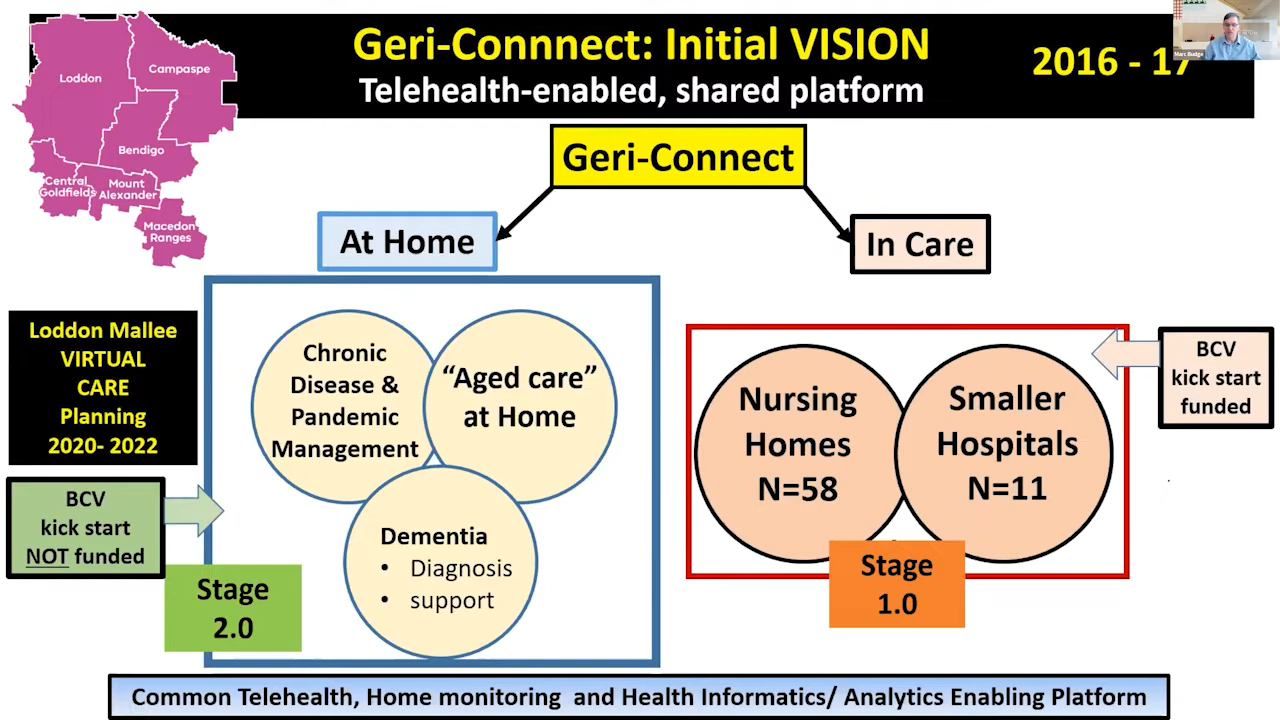 Geri-Connnect: Initial VISION
Telehealth-enabled, shared platform
2016 - 17
Marc Budge
Loddon
Campaspe
Bendigo
Central
Goldfields
Mount
Alexander
Macedon
Ranges
Geri-Connect
At Home
In Care
Loddon Mallee
VIRTUAL
CARE
Planning
2020- 2022
BCV
kick start
NOT funded
Chronic
Disease &
Pandemic
Management
“Aged care”
at Home
Dementia
• Diagnosis
• support
Stage
2.0
Nursing
Homes
N=58
Smaller
Hospitals
N=11
Stage
1.0
BCV
kick start
funded
Common Telehealth, Home monitoring and Health Informatics/ Analytics Enabling Platform